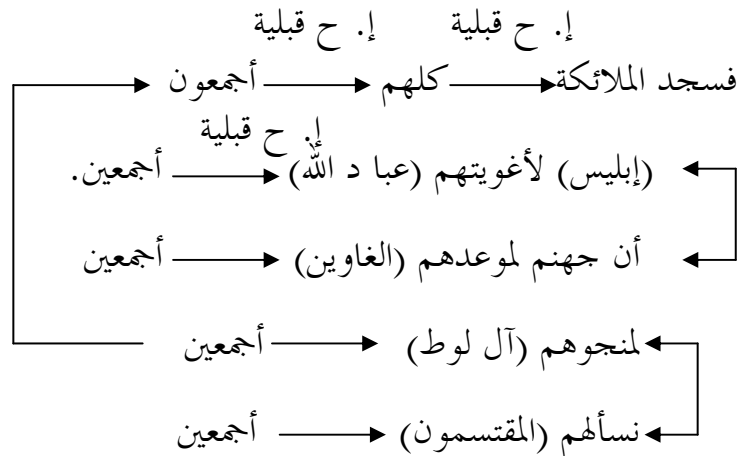 إ. ح قبلية إ. ح قبلية
فسجد الملائكة كلهم أجمعون
إ. ح قبلية
(إبليس) لأغويتهم (عبا د الله) أجمعين.
أن جهنم لموعدهم (الغاوين) أجمعين
لمنجوهم (آل لوط) أجمعين
نسألهم (المقتسمون) أجمعين